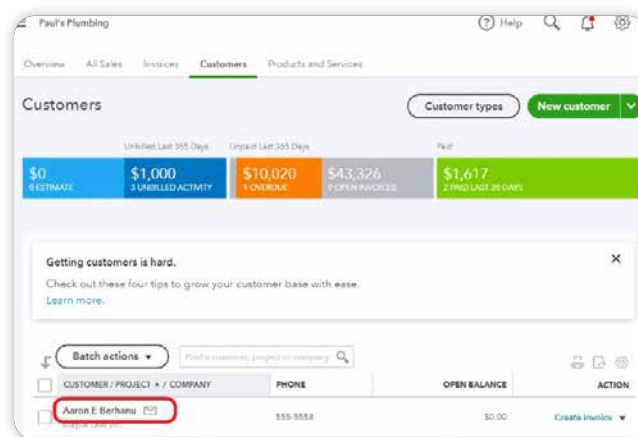 Paul's Plumbing
Help
Overview All Sales Invoices Customers Products and Services
Customers
Customer types
New customer
Unbilled Last 365 Days
Unpaid Last 365 Days
Paid
$0
0 ESTIMATE
$1,000
3 UNBILLED ACTIVITY
$10,020
1 OVERDUE
$43,326
9 OPEN INVOICES
$1,617
2 PAID LAST 30 DAYS
Getting customers is hard.
Check out these four tips to grow your customer base with ease.
Learn more.
Batch actions
Find a customer, project or company
CUSTOMER / PROJECT / COMPANY PHONE OPEN BALANCE ACTION
Aaron E Berhanu 555-5558 $0.00 Create invoice